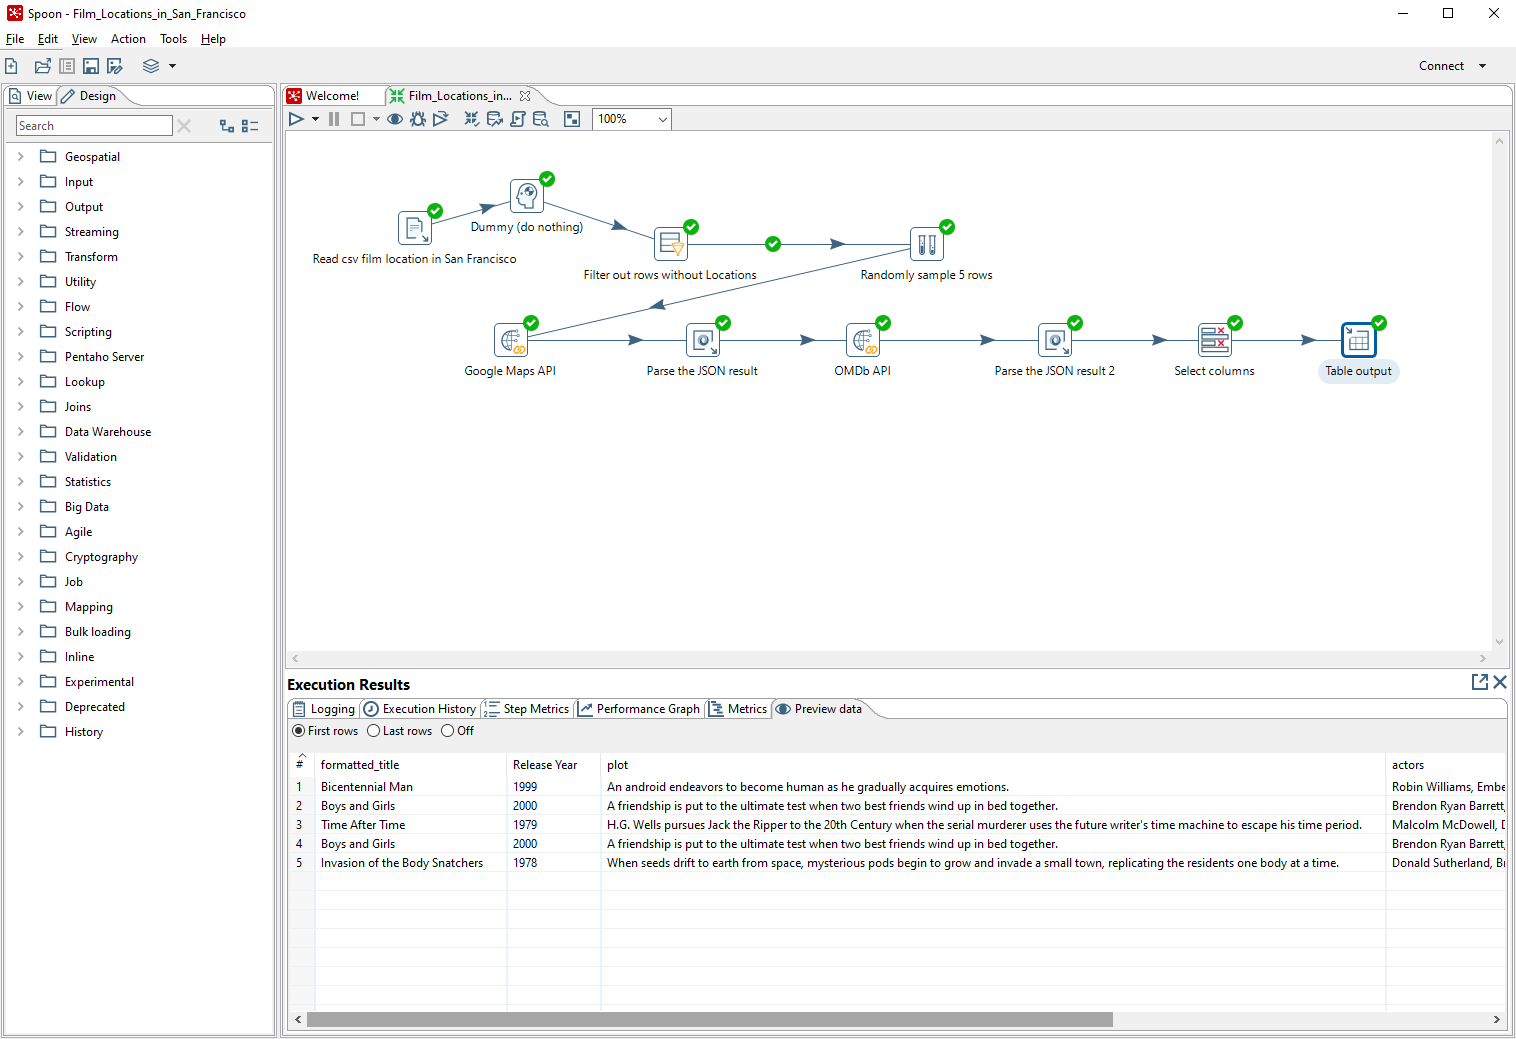 Spoon - Film_Locations_in_San_Francisco
File Edit View Action Tools Help
Connect
View Design
Welcome! Film_Locations_in...
Search
100%
Geospatial
Input
Output
Streaming
Transform
Utility
Flow
Scripting
Pentaho Server
Lookup
Joins
Data Warehouse
Validation
Statistics
Big Data
Agile
Cryptography
Job
Mapping
Bulk loading
Inline
Experimental
Deprecated
History
Dummy (do nothing)
Read csv film location in San Francisco
Filter out rows without Locations
Randomly sample 5 rows
Google Maps API
Parse the JSON result
OMDb API
Parse the JSON result 2
Select columns
Table output
Execution Results
Logging Execution History Step Metrics Performance Graph Metrics Preview data
First rows Last rows Off
# formatted_title Release Year plot actors
1 Bicentennial Man 1999 An android endeavors to become human as he gradually acquires emotions. Robin Williams, Embe
2 Boys and Girls 2000 A friendship is put to the ultimate test when two best friends wind up in bed together. Brendon Ryan Barrett,
3 Time After Time 1979 H.G. Wells pursues Jack the Ripper to the 20th Century when the serial murderer uses the future writer's time machine to escape his time period. Malcolm McDowell, D
4 Boys and Girls 2000 A friendship is put to the ultimate test when two best friends wind up in bed together. Brendon Ryan Barrett,
5 Invasion of the Body Snatchers 1978 When seeds drift to earth from space, mysterious pods begin to grow and invade a small town, replicating the residents one body at a time. Donald Sutherland, Br